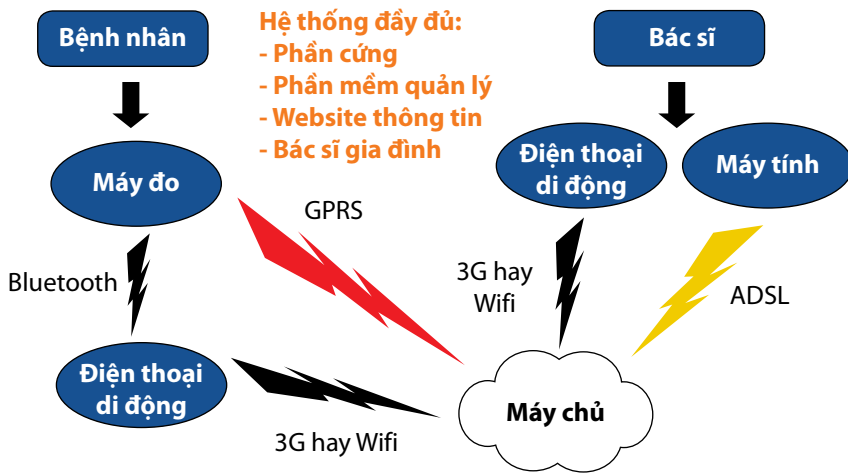 Bệnh nhân
Hệ thống đầy đủ:
- Phần cứng
- Phần mềm quản lý
- Website thông tin
- Bác sĩ gia đình
Bác sĩ
Máy đo
Điện thoại
di động
Máy tính
GPRS
Bluetooth
3G hay
Wifi
ADSL
Điện thoại
di động
3G hay Wifi
Máy chủ